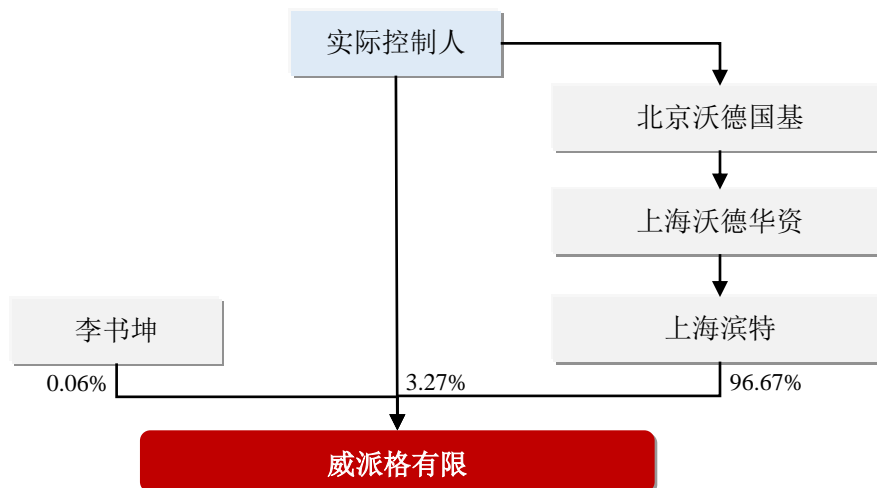 实际控制人
北京沃德国基
上海沃德华资
上海滨特
李书坤
0.06%
3.27%
96.67%
威派格有限